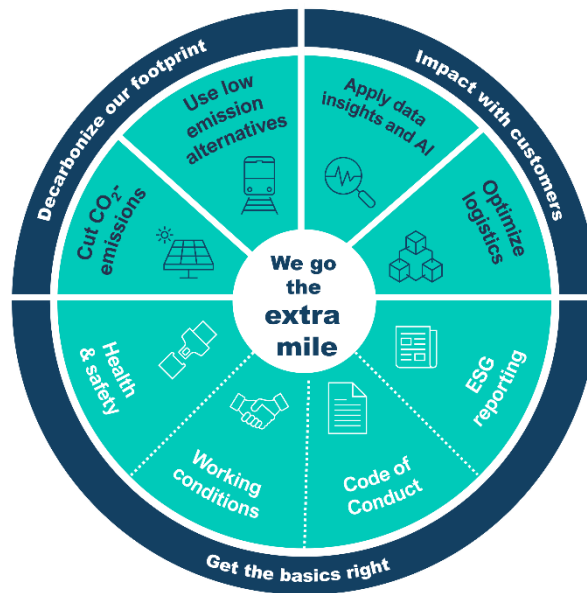 Decarbonize our footprint
Impact with customers
Use low
emission
alternatives
Apply data
insights and AI
Cut CO₂-
emissions
Optimize
logistics
We go
the
extra
mile
Health
& safety
ESG
reporting
Working
conditions
Code of
Conduct
Get the basics right